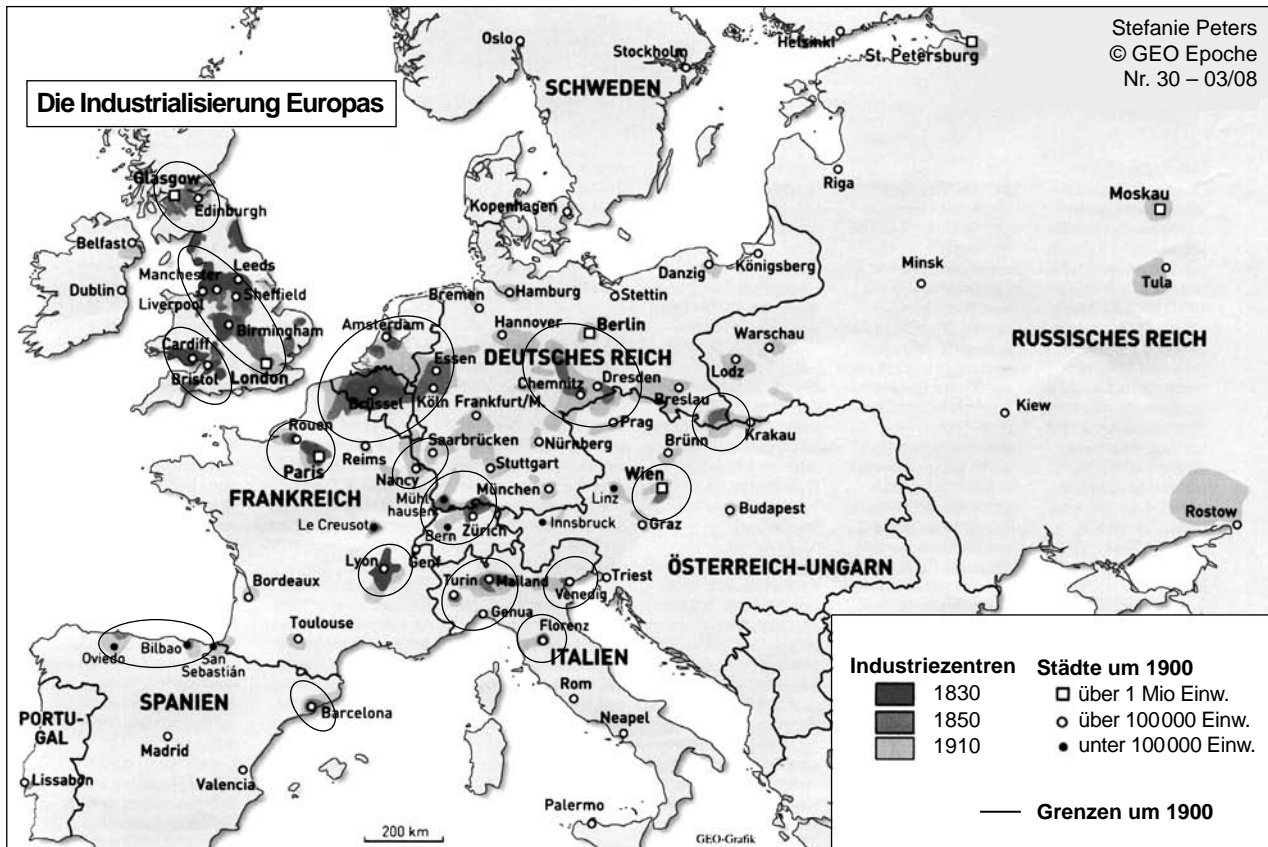 Stefanie Peters
© GEO Epoche
Nr. 30 – 03/08
Die Industrialisierung Europas
Oslo
Stockholm
Helsinki
St. Petersburg
SCHWEDEN
Glasgow
Edinburgh
Riga
Moskau
Kopenhagen
Belfast
Leeds
Manchester
Dublin
Liverpool
Sheffield
Birmingham
Cardiff
Bristol
London
Danzig
Königsberg
Minsk
Tula
Bremen
Hamburg
Stettin
Amsterdam
Hannover
Berlin
Warschau
RUSSISCHES REICH
Essen
DEUTSCHES REICH
Lodz
Chemnitz
Dresden
Breslau
Brüssel
Köln
Frankfurt/M.
Kiew
Rouen
Prag
Krakau
Brünn
Paris
Reims
Saarbrücken
Nürnberg
Nancy
Stuttgart
Wien
FRANKREICH
Mühl
hausen
München
Linz
Budapest
Rostow
Le Creusot
Bern
Zürich
Innsbruck
Graz
Genf
Lyon
ÖSTERREICH-UNGARN
Bordeaux
Turin
Mailand
Venedig
Triest
Genua
Toulouse
Florenz
Oviedo
Bilbao
San
Sebastián
ITALIEN
Rom
SPANIEN
Barcelona
PORTU-
GAL
Neapel
Madrid
Lissabon
Valencia
Palermo
200 km
GEO-Grafik
Industriezentren
1830
1850
1910
Städte um 1900
über 1 Mio Einw.
über 100000 Einw.
unter 100000 Einw.
Grenzen um 1900